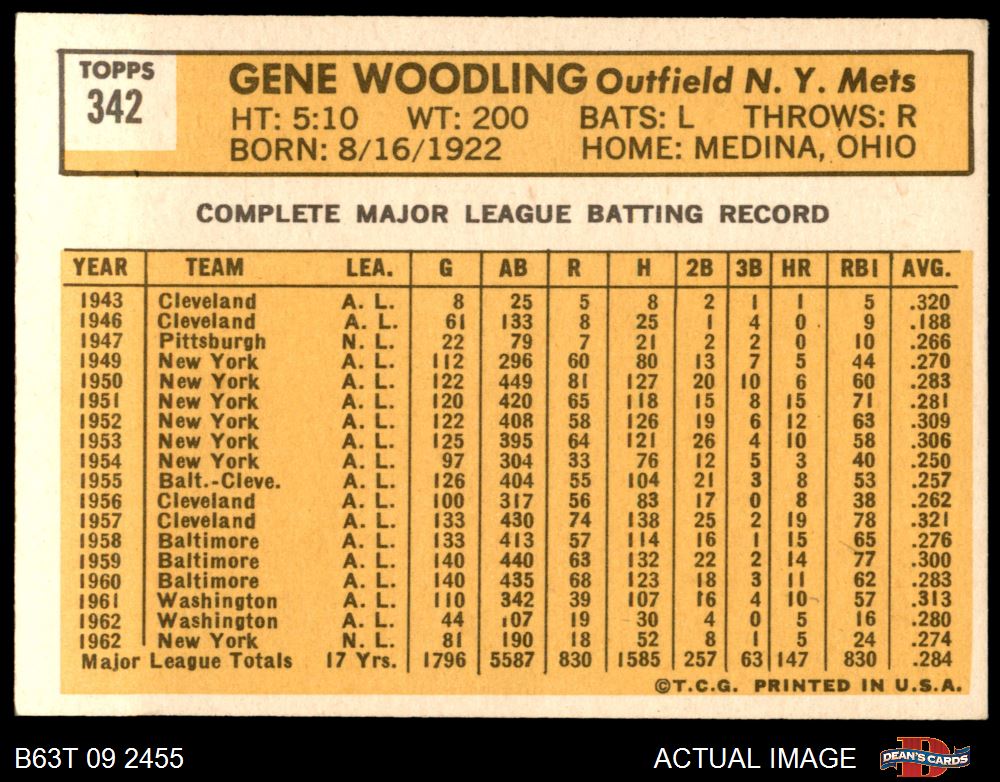 TOPPS
342
GENE WOODLING Outfield N. Y. Mets
HT: 5:10 WT: 200 BATS: L THROWS: R
BORN: 8/16/1922 HOME: MEDINA, OHIO
COMPLETE MAJOR LEAGUE BATTING RECORD
YEAR TEAM LEA. G AB R H 2B 3B HR RBI AVG.
1943 Cleveland A. L. 8 25 5 8 2 1 1 5 .320
1946 Cleveland A. L. 61 133 8 25 1 4 0 9 .188
1947 Pittsburgh N. L. 22 79 7 21 2 2 0 10 .266
1949 New York A. L. 112 296 60 80 13 7 5 44 .270
1950 New York A. L. 122 449 81 127 20 10 6 60 .283
1951 New York A. L. 120 420 65 118 15 8 15 71 .281
1952 New York A. L. 122 408 58 126 19 6 12 63 .309
1953 New York A. L. 125 395 64 121 26 4 10 58 .306
1954 New York A. L. 97 304 33 76 12 5 3 40 .250
1955 Balt.-Cleve. A. L. 126 404 55 104 21 3 8 53 .257
1956 Cleveland A. L. 100 317 56 83 17 0 8 38 .262
1957 Cleveland A. L. 133 430 74 138 25 2 19 78 .321
1958 Baltimore A. L. 133 413 57 114 16 1 15 65 .276
1959 Baltimore A. L. 140 440 63 132 22 2 14 77 .300
1960 Baltimore A. L. 140 435 68 123 18 3 11 62 .283
1961 Washington A. L. 110 342 39 107 16 4 10 57 .313
1962 Washington A. L. 44 107 19 30 4 0 5 16 .280
1962 New York N. L. 81 190 18 52 8 1 5 24 .274
Major League Totals 17 Yrs. 1796 5587 830 1585 257 63 147 830 .284
©T.C.G. PRINTED IN U.S.A.
B63T 09 2455 ACTUAL IMAGE DEAN'S CARDS